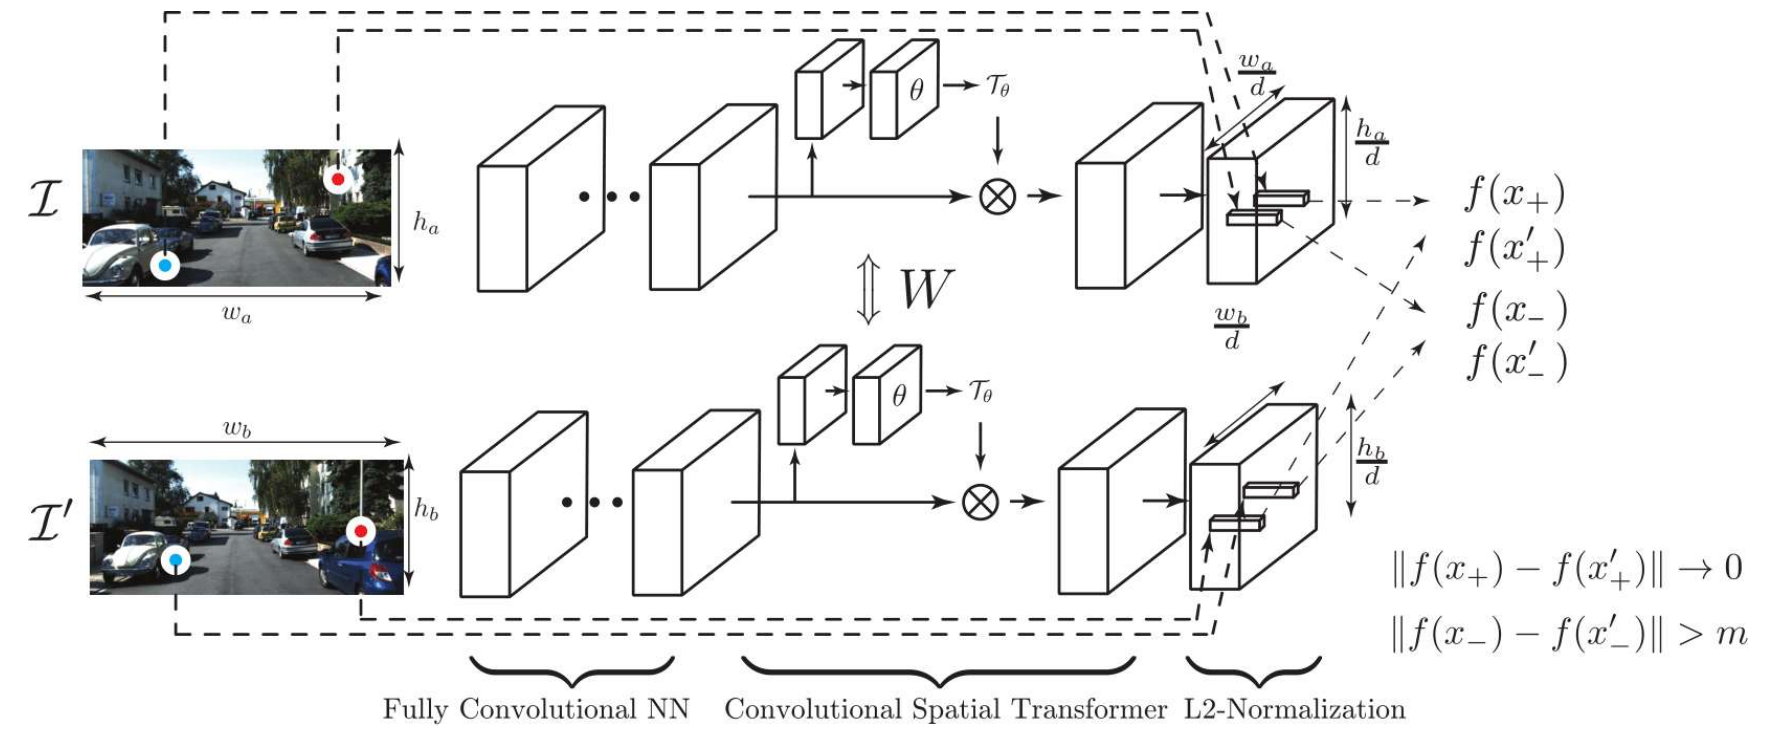 w_a/d
θ
𝒯_θ
h_a/d
ℐ
h_a
f(x_+)
f(x'_+)
w_a
W
w_b/d
f(x_-)
f(x'_-)
θ
𝒯_θ
w_b
h_b/d
ℐ'
h_b
‖f(x_+) − f(x'_+)‖ → 0
‖f(x_-) − f(x'_-)‖ > m
Fully Convolutional NN
Convolutional Spatial Transformer
L2-Normalization